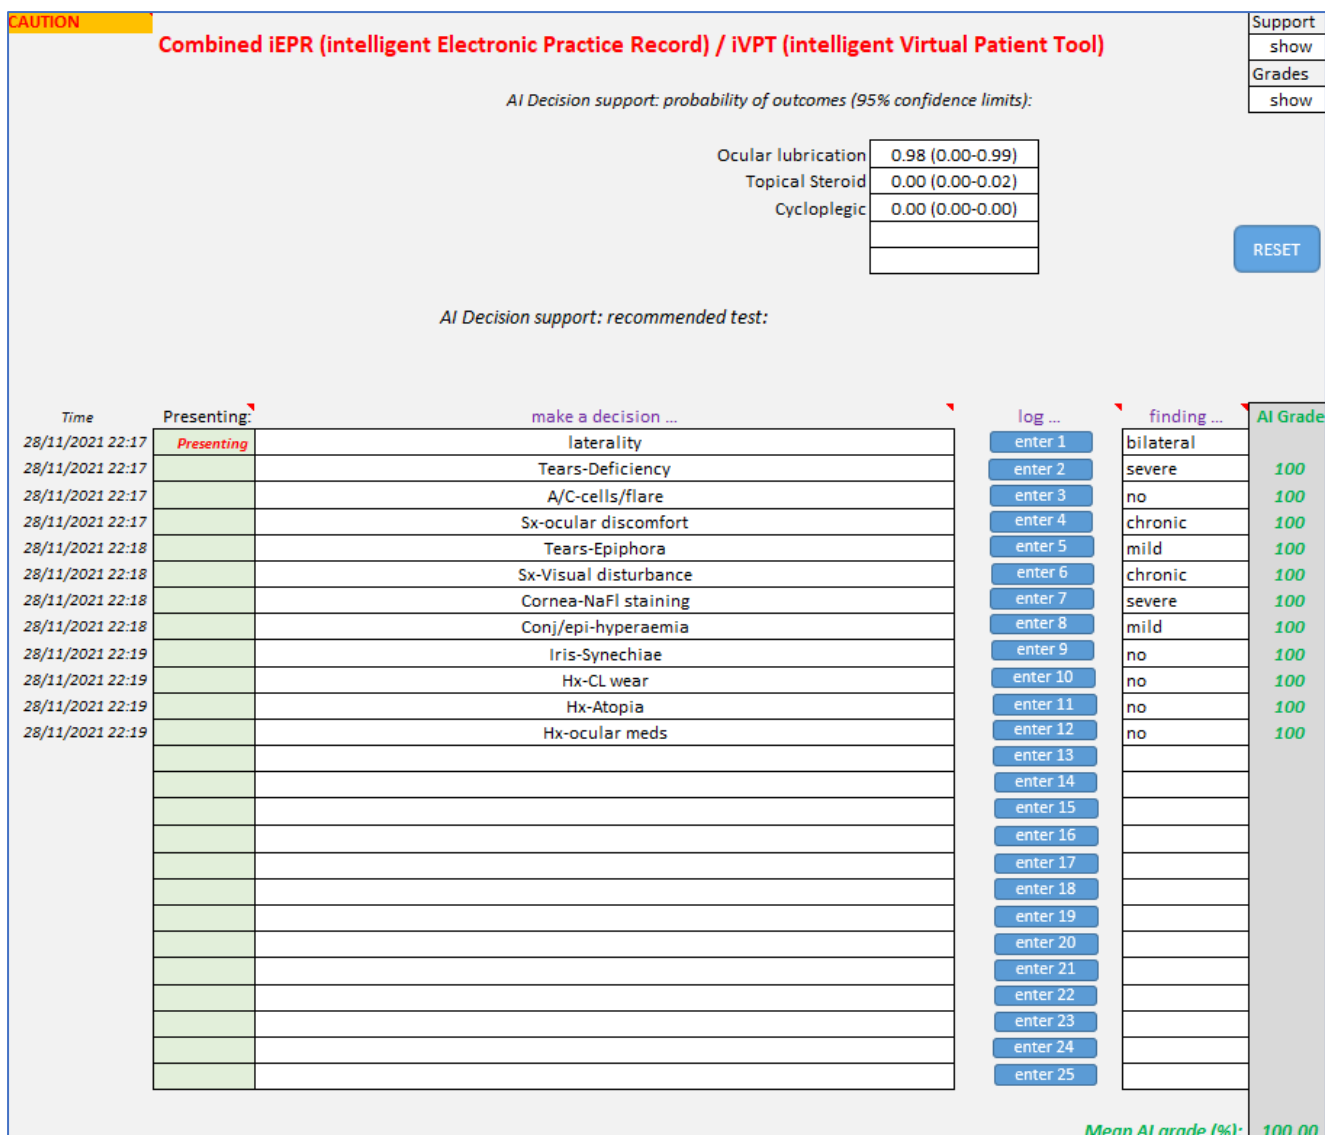 CAUTION
Support
Combined iEPR (intelligent Electronic Practice Record) / iVPT (intelligent Virtual Patient Tool)
show
Grades
AI Decision support: probability of outcomes (95% confidence limits):
show
Ocular lubrication 0.98 (0.00-0.99)
Topical Steroid 0.00 (0.00-0.02)
Cycloplegic 0.00 (0.00-0.00)
RESET
AI Decision support: recommended test:
Time Presenting: make a decision ... log ... finding ... AI Grade
28/11/2021 22:17 Presenting laterality enter 1 bilateral
28/11/2021 22:17 Tears-Deficiency enter 2 severe 100
28/11/2021 22:17 A/C-cells/flare enter 3 no 100
28/11/2021 22:17 Sx-ocular discomfort enter 4 chronic 100
28/11/2021 22:18 Tears-Epiphora enter 5 mild 100
28/11/2021 22:18 Sx-Visual disturbance enter 6 chronic 100
28/11/2021 22:18 Cornea-NaFl staining enter 7 severe 100
28/11/2021 22:18 Conj/epi-hyperaemia enter 8 mild 100
28/11/2021 22:19 Iris-Synechiae enter 9 no 100
28/11/2021 22:19 Hx-CL wear enter 10 no 100
28/11/2021 22:19 Hx-Atopia enter 11 no 100
28/11/2021 22:19 Hx-ocular meds enter 12 no 100
enter 13
enter 14
enter 15
enter 16
enter 17
enter 18
enter 19
enter 20
enter 21
enter 22
enter 23
enter 24
enter 25
Mean AI grade (%): 100.00